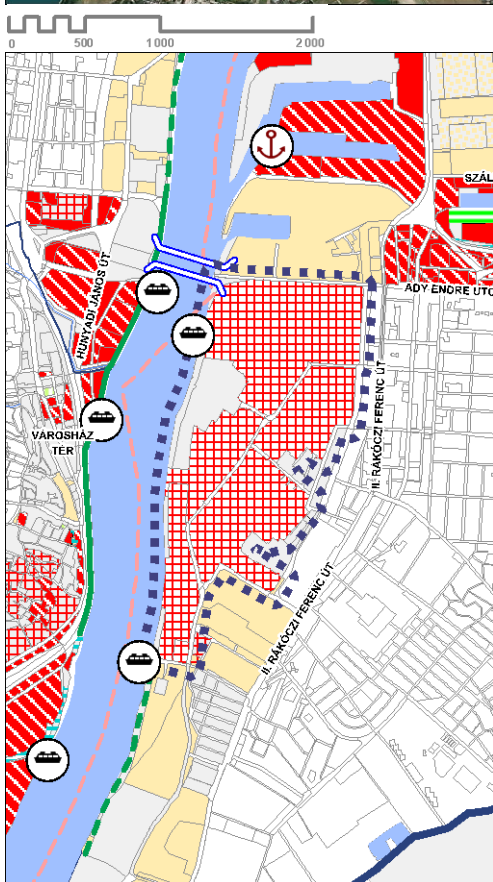 0 500 1000 2000
SZÁL
HUNYADI JÁNOS ÚT
ADY ENDRE UTC
II. RÁKÓCZI FERENC ÚT
VÁROSHÁZ
TÉR
II. RÁKÓCZI FERENC ÚT